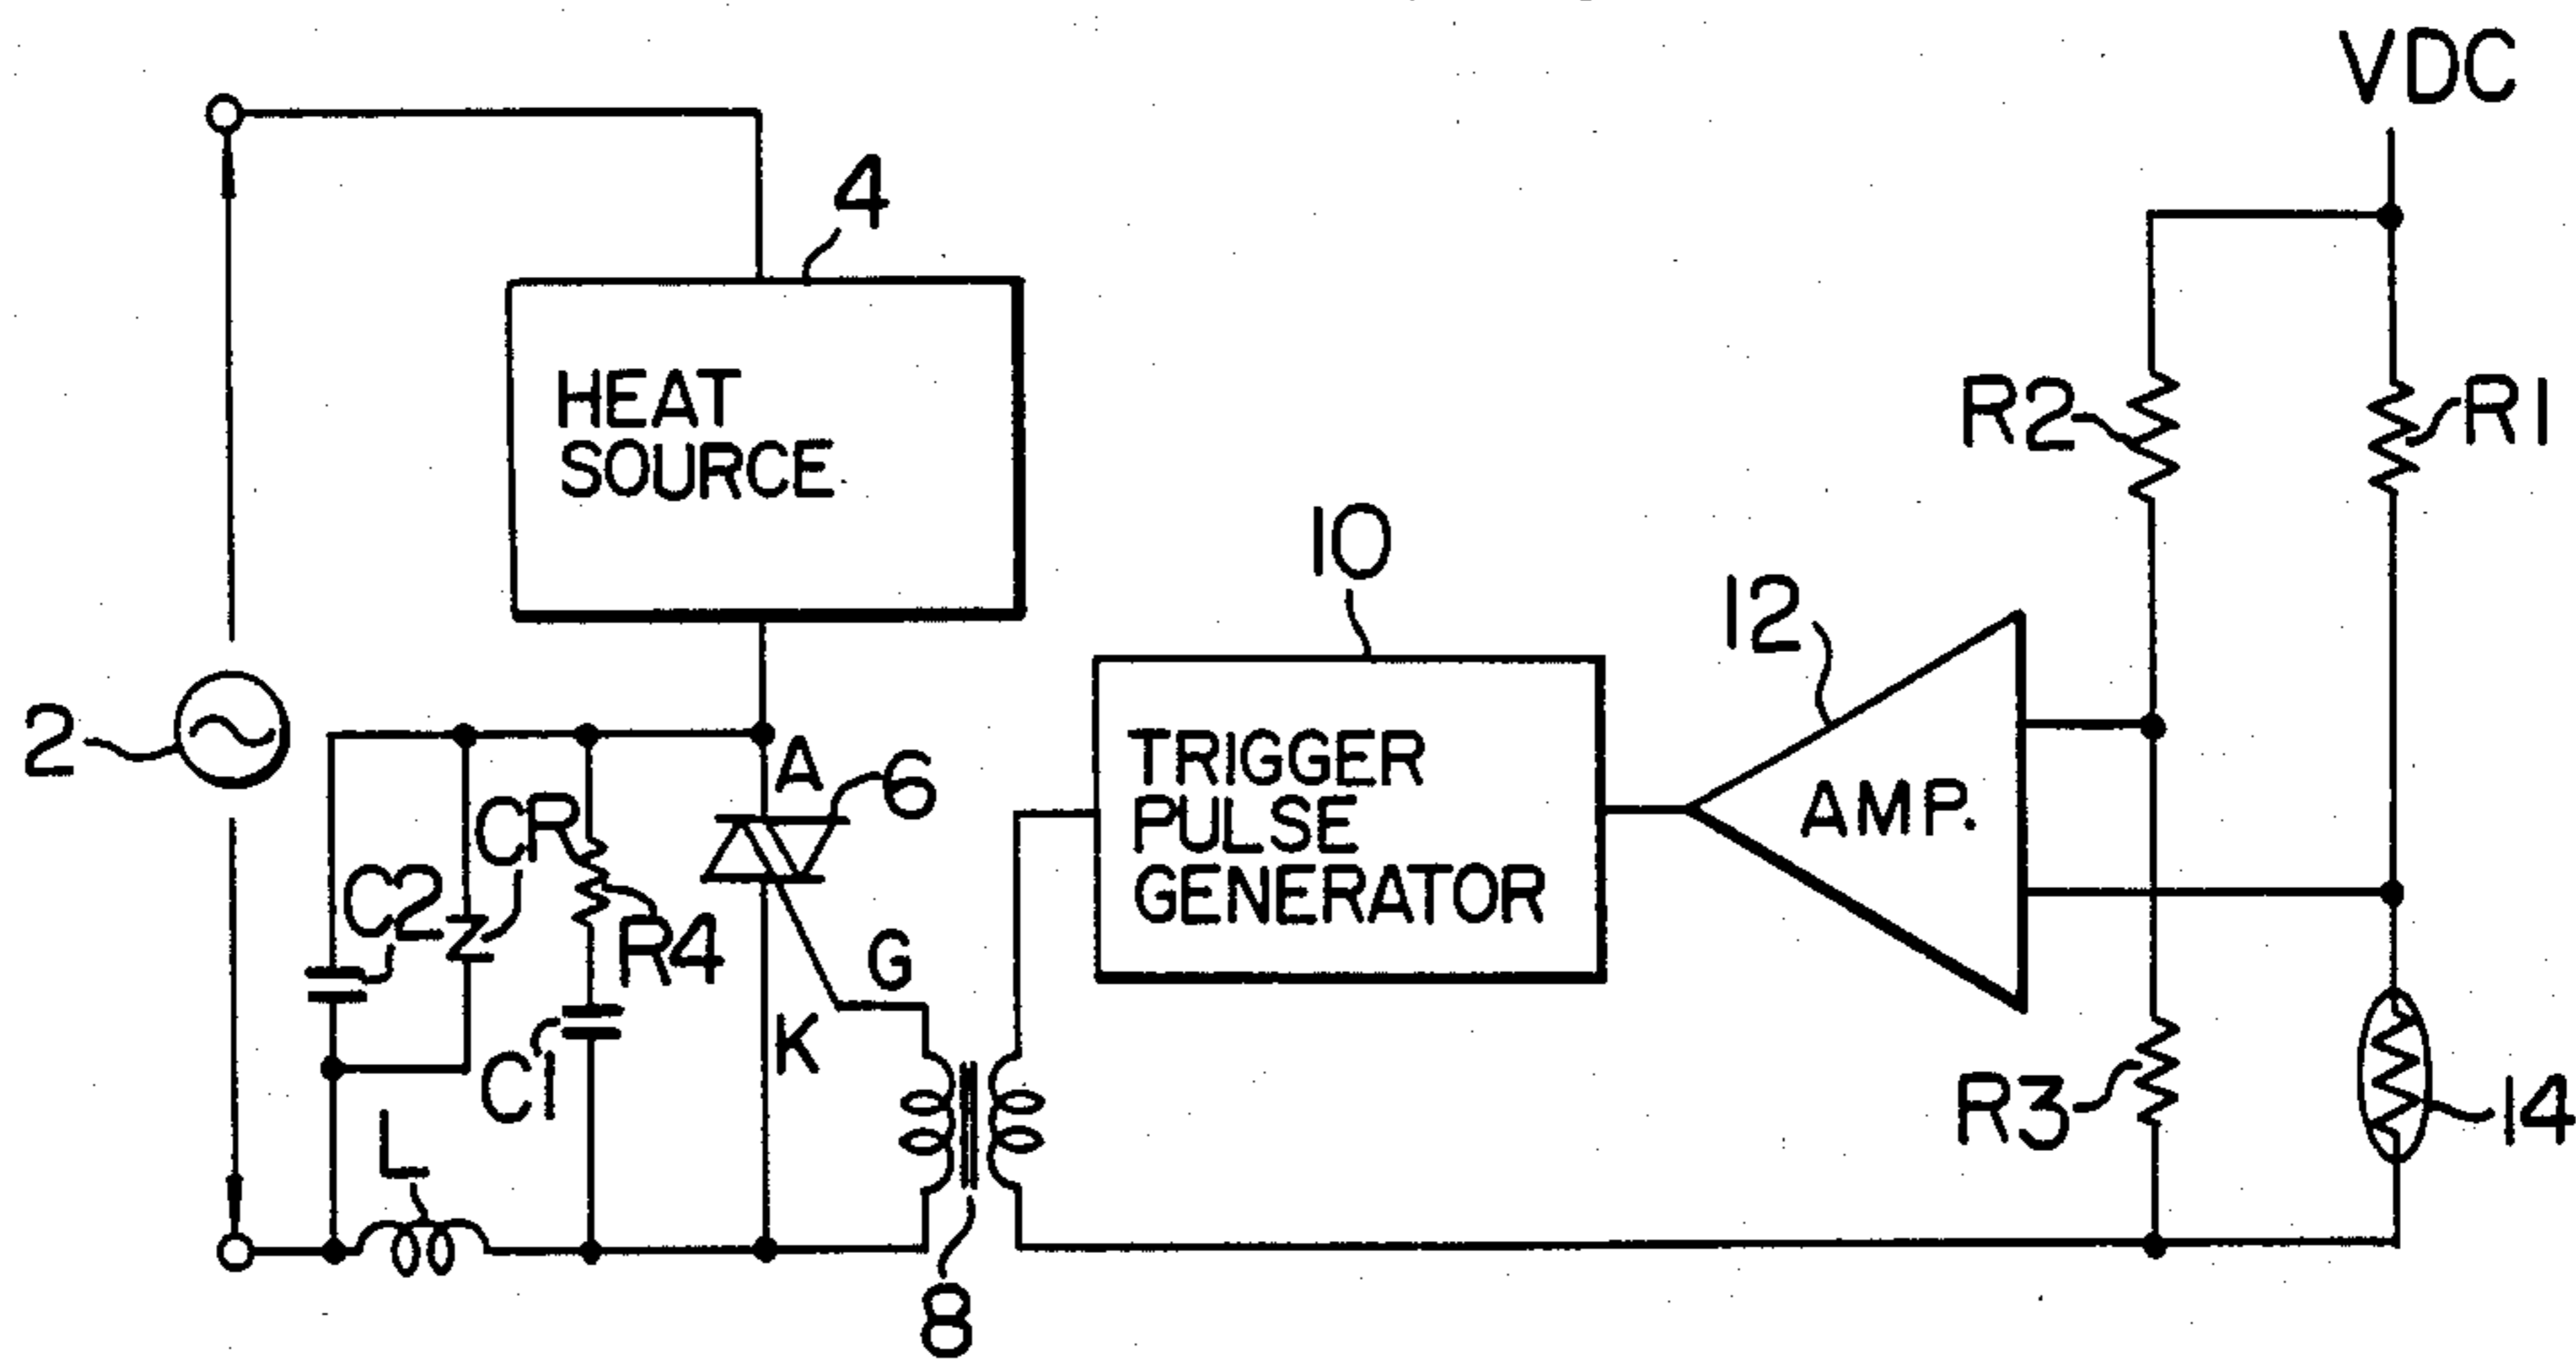 VDC
4
HEAT
SOURCE
R2
R1
10
12
2
A
6
TRIGGER
PULSE
GENERATOR
AMP.
CR
C2
R4
G
K
C1
L
R3
14
8